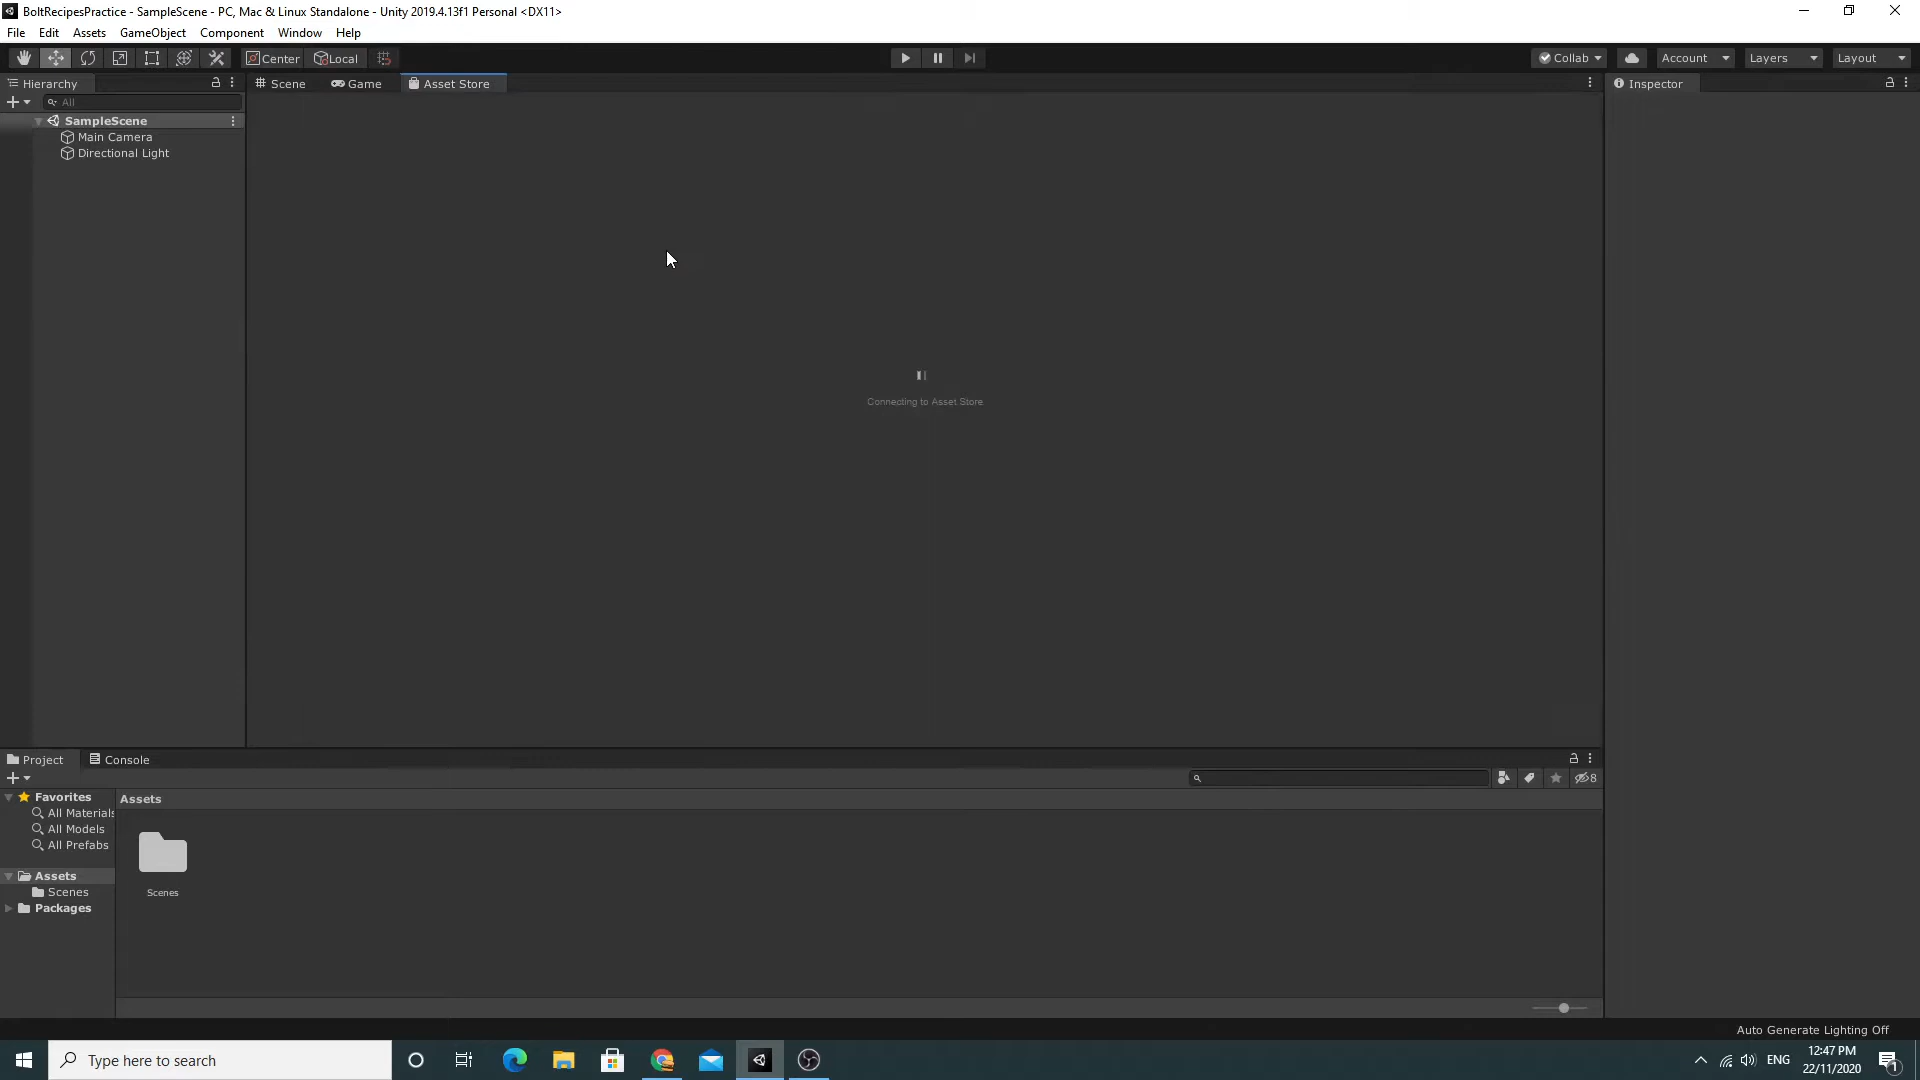 BoltRecipesPractice - SampleScene - PC, Mac & Linux Standalone - Unity 2019.4.13f1 Personal <DX11>
File Edit Assets GameObject Component Window Help
Center Local Collab Account Layers Layout
Hierarchy Scene Game Asset Store Inspector
All
SampleScene
Main Camera
Directional Light
Connecting to Asset Store
Project Console
8
Favorites Assets
All Materials
All Models
All Prefabs
Assets
Scenes
Scenes
Packages
Auto Generate Lighting Off
Type here to search
ENG
12:47 PM
22/11/2020
1